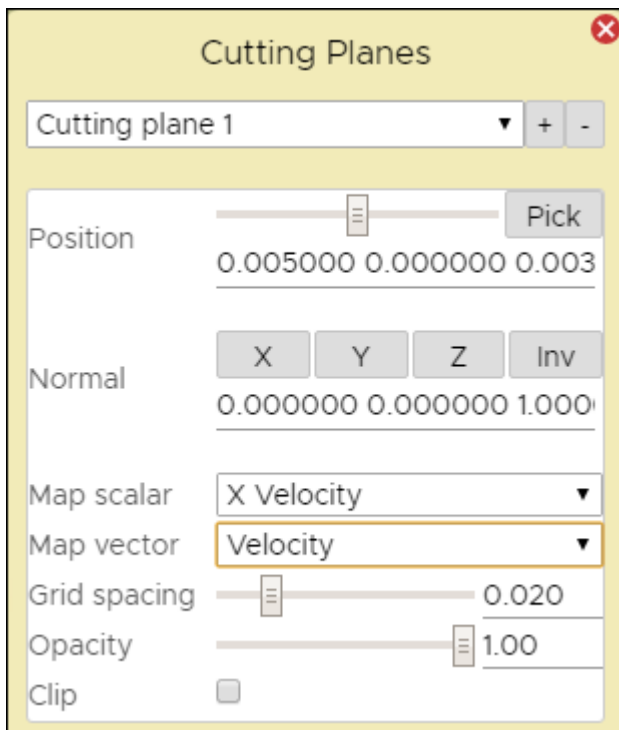 Cutting Planes
Cutting plane 1 + -
Position Pick
0.005000 0.000000 0.003
Normal X Y Z Inv
0.000000 0.000000 1.000
Map scalar X Velocity
Map vector Velocity
Grid spacing 0.020
Opacity 1.00
Clip